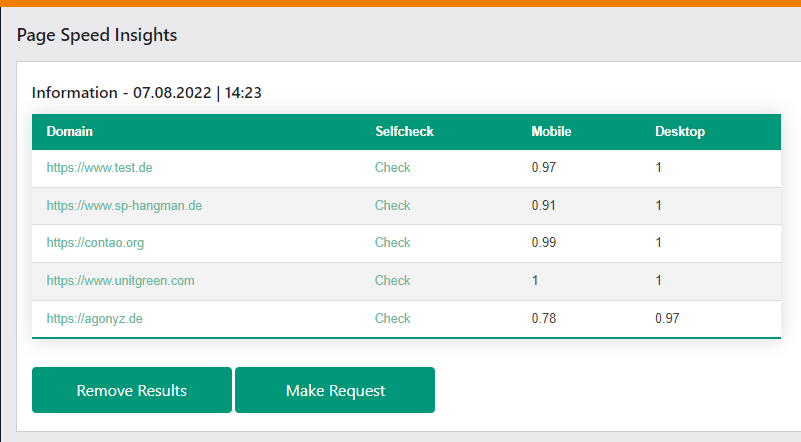 Page Speed Insights
Information - 07.08.2022 | 14:23
Domain Selfcheck Mobile Desktop
https://www.test.de Check 0.97 1
https://www.sp-hangman.de Check 0.91 1
https://contao.org Check 0.99 1
https://www.unitgreen.com Check 1 1
https://agonyz.de Check 0.78 0.97
Remove Results Make Request